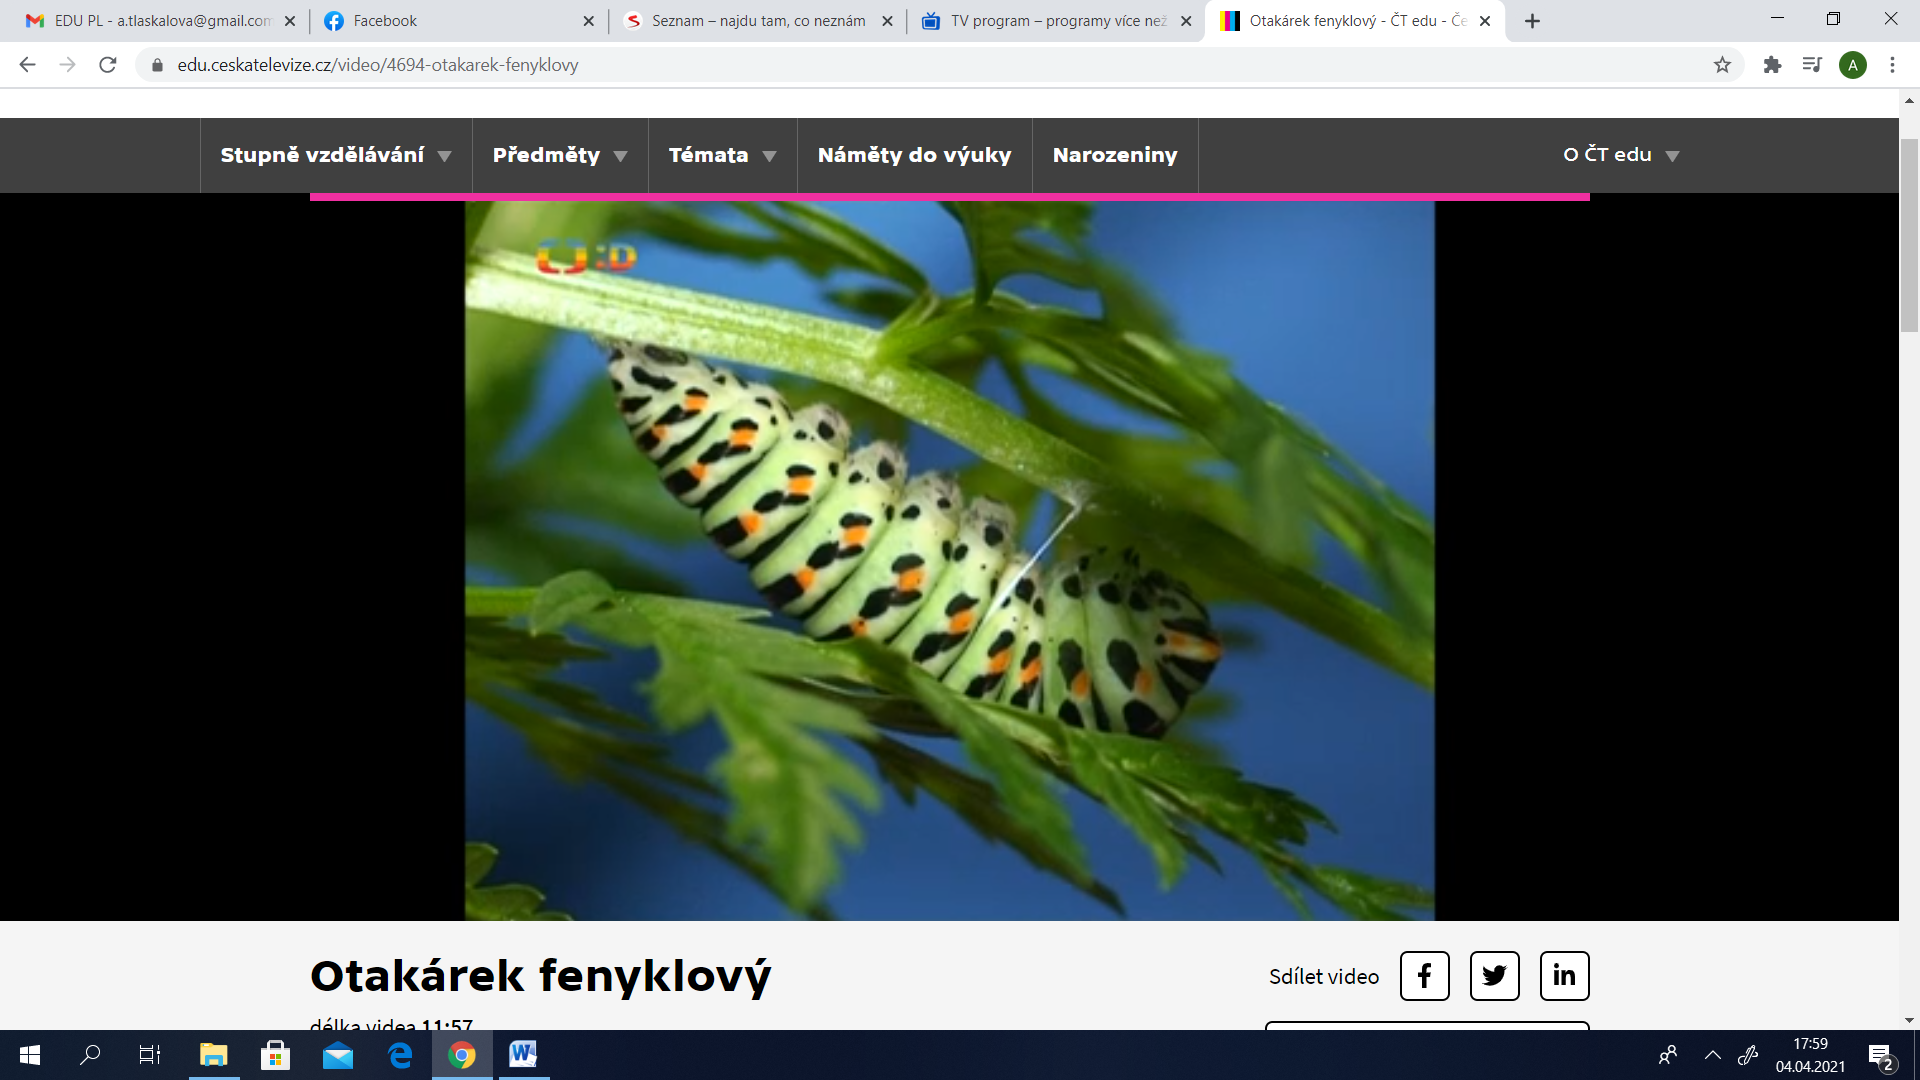 EDU PL - a.tlaskalova@gmail.com
Facebook
Seznam – najdu tam, co neznám
TV program – programy více než
Otakárek fenyklový - ČT edu - Če
edu.ceskatelevize.cz/video/4694-otakarek-fenyklovy
A
Stupně vzdělávání
Předměty
Témata
Náměty do výuky
Narozeniny
O ČT edu
:D
Otakárek fenyklový
Sdílet video
délka videa 11:57
17:59
04.04.2021
2